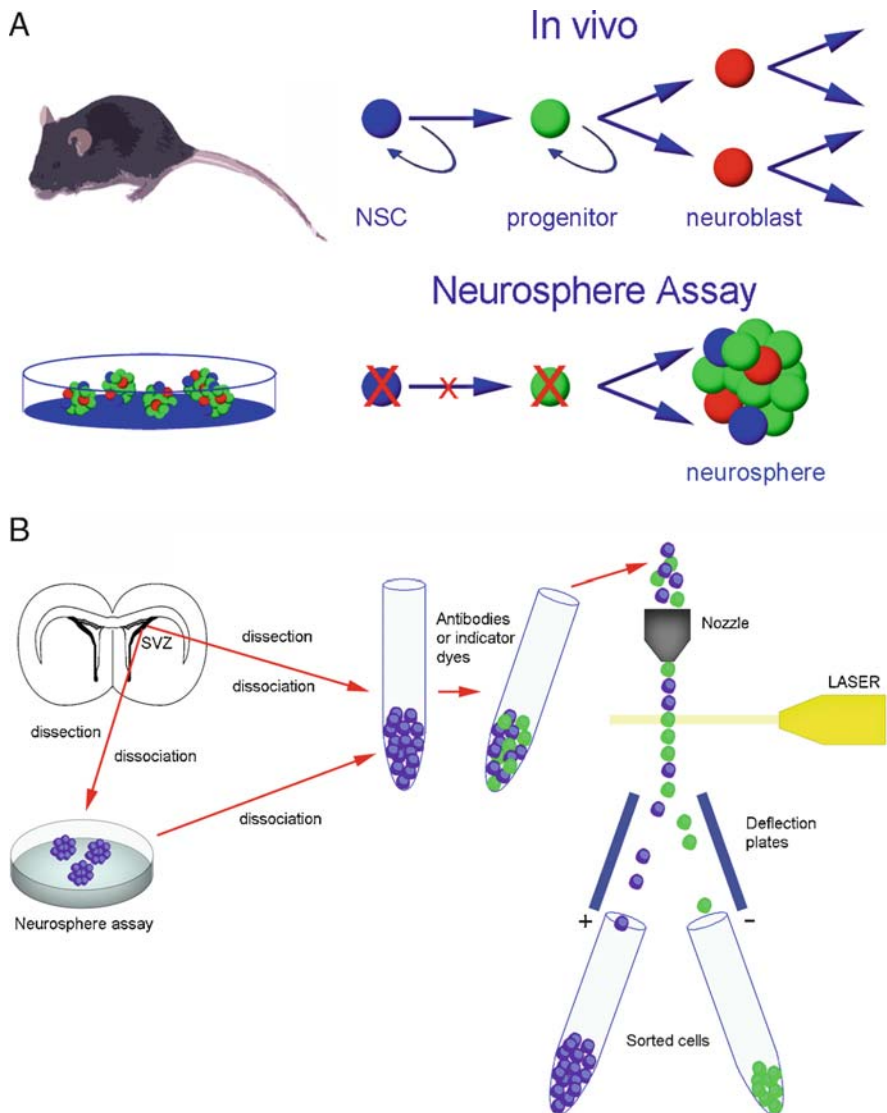 A
In vivo
NSC
progenitor
neuroblast
Neurosphere Assay
neurosphere
B
SVZ
dissection
dissociation
dissection
dissociation
Neurosphere assay
dissociation
Antibodies
or indicator
dyes
Nozzle
LASER
Deflection
plates
+
−
Sorted cells